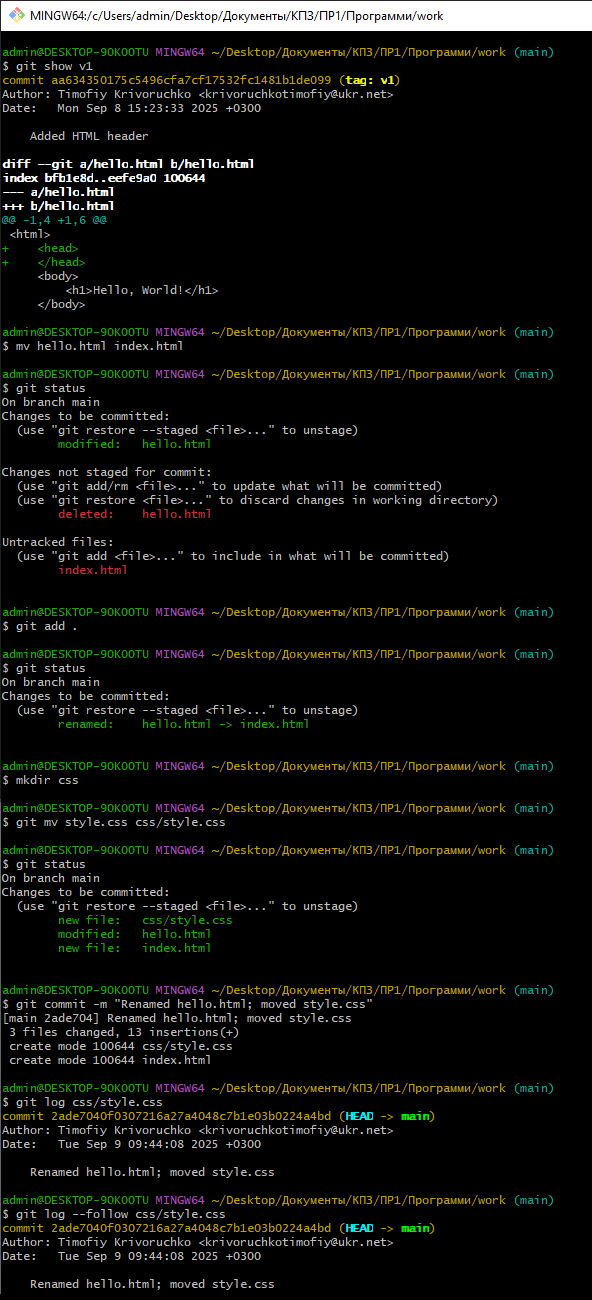 MINGW64:/c/Users/admin/Desktop/Документы/КПЗ/ПР1/Программи/work
admin@DESKTOP-9OKOOTU MINGW64 ~/Desktop/Документы/КПЗ/ПР1/Программи/work (main)
$ git show v1
commit aa634350175c5496cfa7cf17532fc1481b1de099 (tag: v1)
Author: Timofiy Krivoruchko <krivoruchkotimofiy@ukr.net>
Date:   Mon Sep 8 15:23:33 2025 +0300
    Added HTML header
diff --git a/hello.html b/hello.html
index bfb1e8d..eefe9a0 100644
--- a/hello.html
+++ b/hello.html
@@ -1,4 +1,6 @@
 <html>
+    <head>
+    </head>
     <body>
         <h1>Hello, World!</h1>
     </body>
admin@DESKTOP-9OKOOTU MINGW64 ~/Desktop/Документы/КПЗ/ПР1/Программи/work (main)
$ mv hello.html index.html
admin@DESKTOP-9OKOOTU MINGW64 ~/Desktop/Документы/КПЗ/ПР1/Программи/work (main)
$ git status
On branch main
Changes to be committed:
  (use "git restore --staged <file>..." to unstage)
        modified:   hello.html
Changes not staged for commit:
  (use "git add/rm <file>..." to update what will be committed)
  (use "git restore <file>..." to discard changes in working directory)
        deleted:    hello.html
Untracked files:
  (use "git add <file>..." to include in what will be committed)
        index.html
admin@DESKTOP-9OKOOTU MINGW64 ~/Desktop/Документы/КПЗ/ПР1/Программи/work (main)
$ git add .
admin@DESKTOP-9OKOOTU MINGW64 ~/Desktop/Документы/КПЗ/ПР1/Программи/work (main)
$ git status
On branch main
Changes to be committed:
  (use "git restore --staged <file>..." to unstage)
        renamed:    hello.html -> index.html
admin@DESKTOP-9OKOOTU MINGW64 ~/Desktop/Документы/КПЗ/ПР1/Программи/work (main)
$ mkdir css
admin@DESKTOP-9OKOOTU MINGW64 ~/Desktop/Документы/КПЗ/ПР1/Программи/work (main)
$ git mv style.css css/style.css
admin@DESKTOP-9OKOOTU MINGW64 ~/Desktop/Документы/КПЗ/ПР1/Программи/work (main)
$ git status
On branch main
Changes to be committed:
  (use "git restore --staged <file>..." to unstage)
        new file:   css/style.css
        modified:   hello.html
        new file:   index.html
admin@DESKTOP-9OKOOTU MINGW64 ~/Desktop/Документы/КПЗ/ПР1/Программи/work (main)
$ git commit -m "Renamed hello.html; moved style.css"
[main 2ade704] Renamed hello.html; moved style.css
 3 files changed, 13 insertions(+)
 create mode 100644 css/style.css
 create mode 100644 index.html
admin@DESKTOP-9OKOOTU MINGW64 ~/Desktop/Документы/КПЗ/ПР1/Программи/work (main)
$ git log css/style.css
commit 2ade7040f0307216a27a4048c7b1e03b0224a4bd (HEAD -> main)
Author: Timofiy Krivoruchko <krivoruchkotimofiy@ukr.net>
Date:   Tue Sep 9 09:44:08 2025 +0300
    Renamed hello.html; moved style.css
admin@DESKTOP-9OKOOTU MINGW64 ~/Desktop/Документы/КПЗ/ПР1/Программи/work (main)
$ git log --follow css/style.css
commit 2ade7040f0307216a27a4048c7b1e03b0224a4bd (HEAD -> main)
Author: Timofiy Krivoruchko <krivoruchkotimofiy@ukr.net>
Date:   Tue Sep 9 09:44:08 2025 +0300
    Renamed hello.html; moved style.css